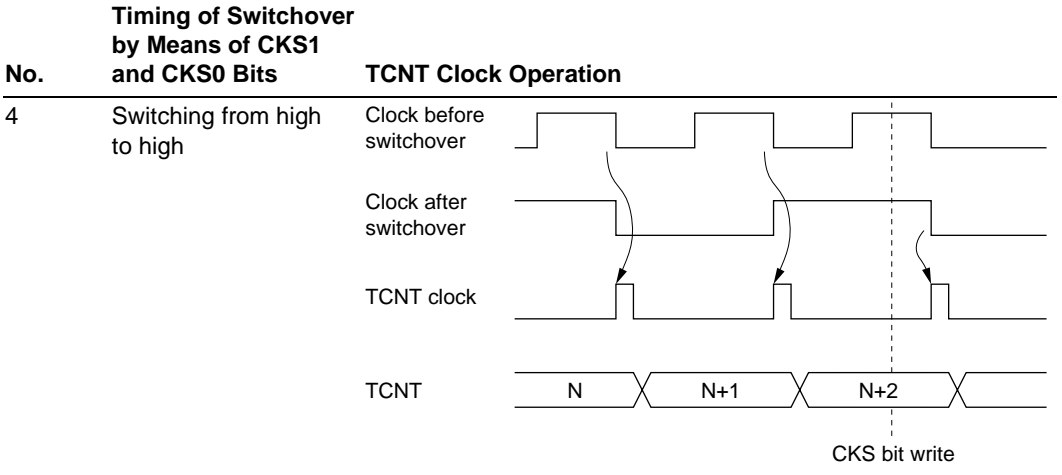 Timing of Switchover
by Means of CKS1
No. and CKS0 Bits TCNT Clock Operation
4 Switching from high
to high
Clock before
switchover
Clock after
switchover
TCNT clock
TCNT N N+1 N+2
CKS bit write